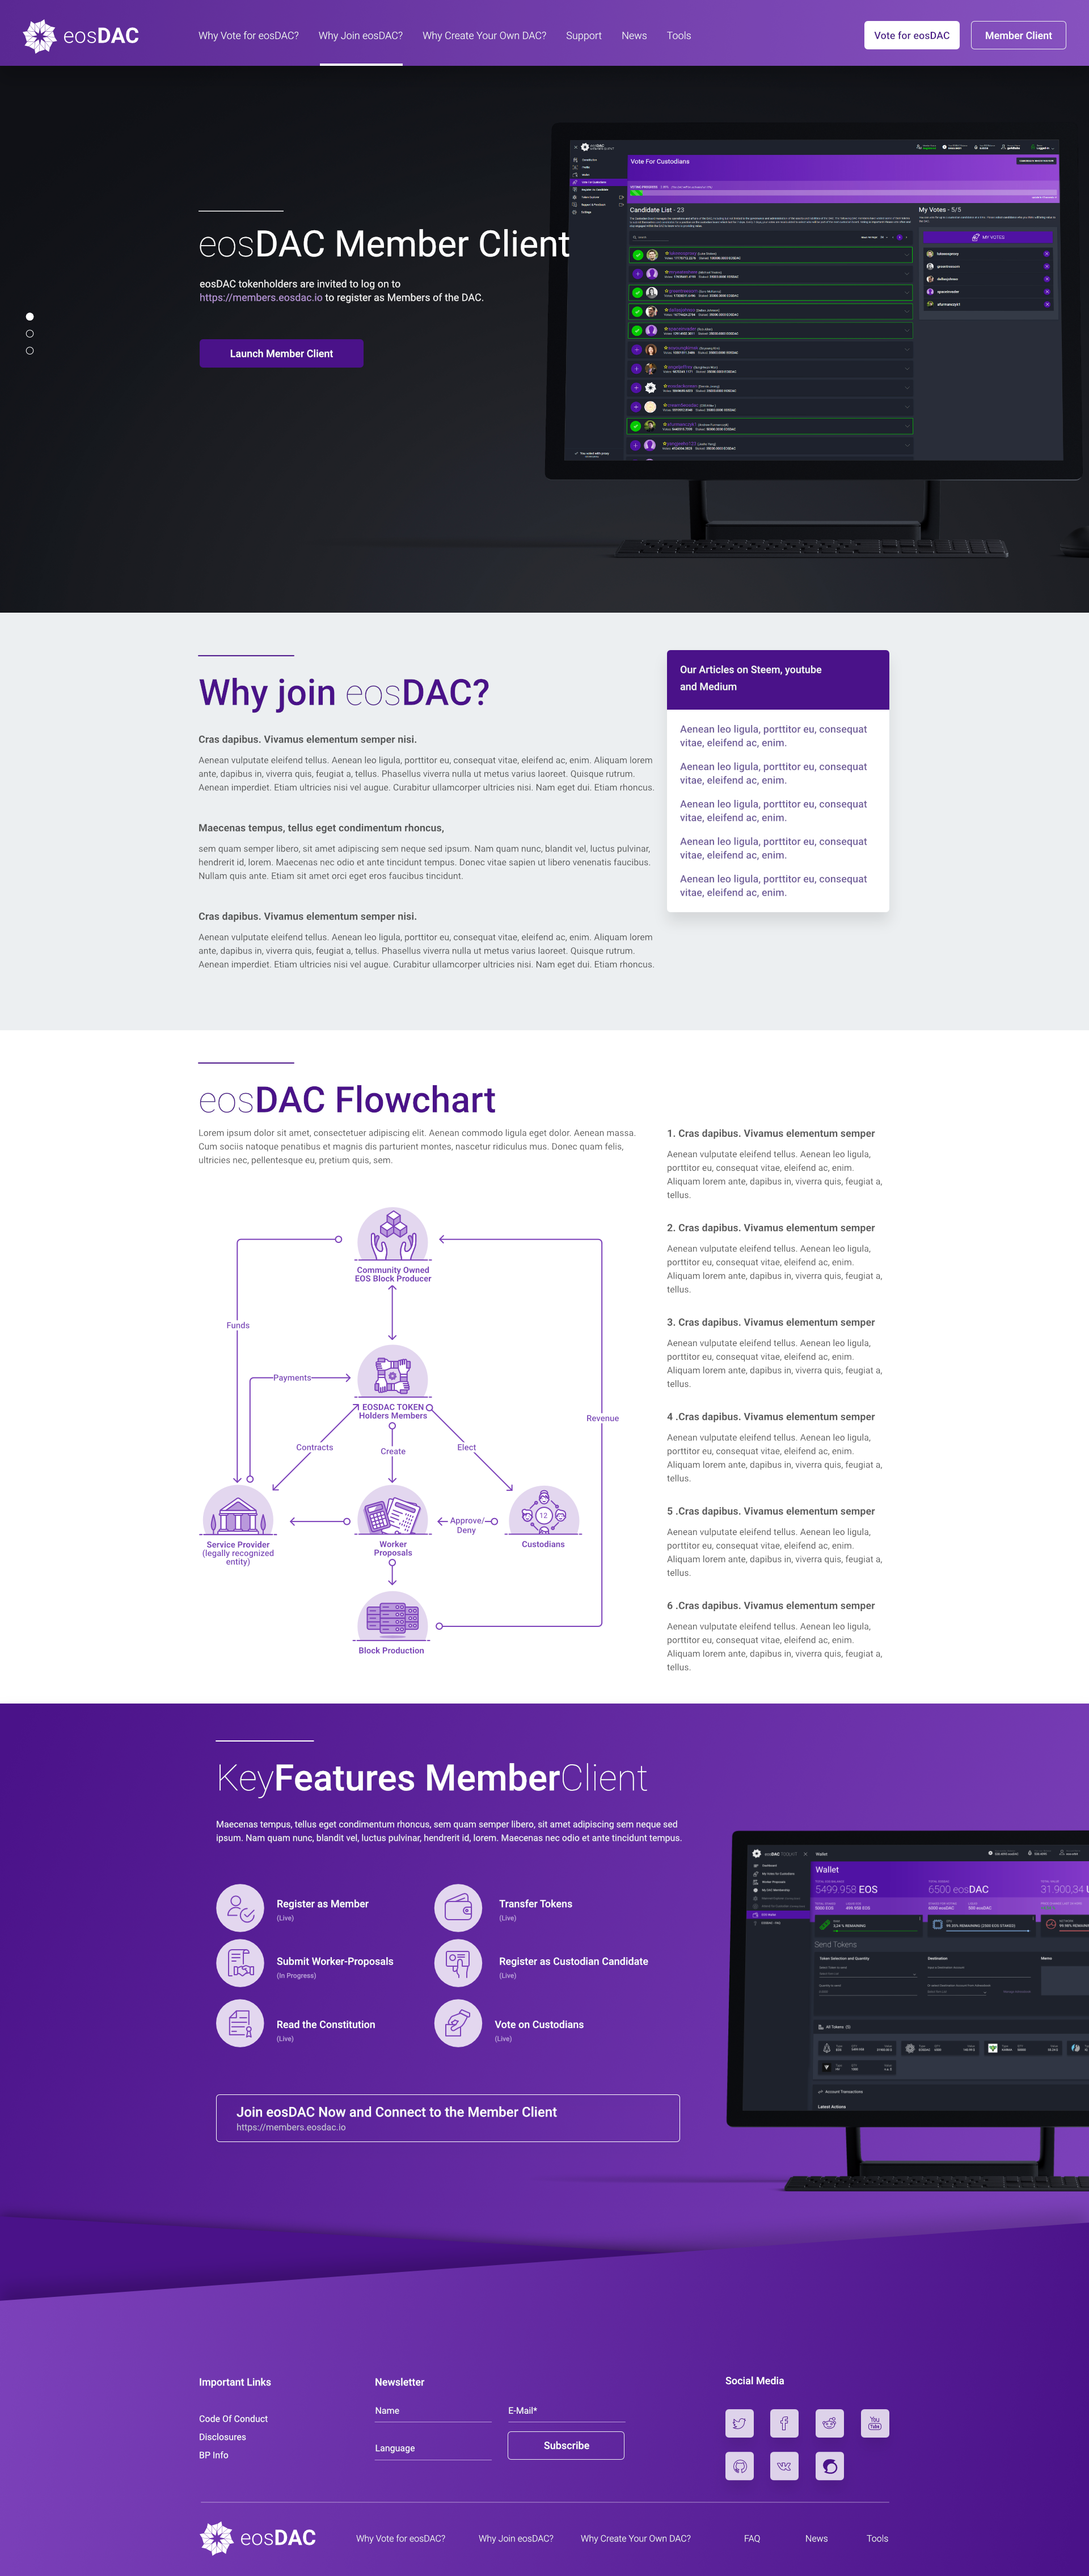 eosDAC
Why Vote for eosDAC?
Why Join eosDAC?
Why Create Your Own DAC?
Support
News
Tools
Vote for eosDAC
Member Client
eosDAC Member Client
eosDAC tokenholders are invited to log on to
https://members.eosdac.io to register as Members of the DAC.
Launch Member Client
Vote For Custodians
Candidate List - 23
My Votes - 5/5
MY VOTES
Why join eosDAC?
Cras dapibus. Vivamus elementum semper nisi.
Aenean vulputate eleifend tellus. Aenean leo ligula, porttitor eu, consequat vitae, eleifend ac, enim. Aliquam lorem
ante, dapibus in, viverra quis, feugiat a, tellus. Phasellus viverra nulla ut metus varius laoreet. Quisque rutrum.
Aenean imperdiet. Etiam ultricies nisi vel augue. Curabitur ullamcorper ultricies nisi. Nam eget dui. Etiam rhoncus.
Maecenas tempus, tellus eget condimentum rhoncus,
sem quam semper libero, sit amet adipiscing sem neque sed ipsum. Nam quam nunc, blandit vel, luctus pulvinar,
hendrerit id, lorem. Maecenas nec odio et ante tincidunt tempus. Donec vitae sapien ut libero venenatis faucibus.
Nullam quis ante. Etiam sit amet orci eget eros faucibus tincidunt.
Cras dapibus. Vivamus elementum semper nisi.
Aenean vulputate eleifend tellus. Aenean leo ligula, porttitor eu, consequat vitae, eleifend ac, enim. Aliquam lorem
ante, dapibus in, viverra quis, feugiat a, tellus. Phasellus viverra nulla ut metus varius laoreet. Quisque rutrum.
Aenean imperdiet. Etiam ultricies nisi vel augue. Curabitur ullamcorper ultricies nisi. Nam eget dui. Etiam rhoncus.
Our Articles on Steem, youtube
and Medium
Aenean leo ligula, porttitor eu, consequat
vitae, eleifend ac, enim.
Aenean leo ligula, porttitor eu, consequat
vitae, eleifend ac, enim.
Aenean leo ligula, porttitor eu, consequat
vitae, eleifend ac, enim.
Aenean leo ligula, porttitor eu, consequat
vitae, eleifend ac, enim.
Aenean leo ligula, porttitor eu, consequat
vitae, eleifend ac, enim.
eosDAC Flowchart
Lorem ipsum dolor sit amet, consectetuer adipiscing elit. Aenean commodo ligula eget dolor. Aenean massa.
Cum sociis natoque penatibus et magnis dis parturient montes, nascetur ridiculus mus. Donec quam felis,
ultricies nec, pellentesque eu, pretium quis, sem.
Community Owned
EOS Block Producer
Funds
Payments
EOSDAC TOKEN
Holders Members
Revenue
Contracts
Create
Elect
12
Approve/
Deny
Service Provider
(legally recognized
entity)
Worker
Proposals
Custodians
Block Production
1. Cras dapibus. Vivamus elementum semper
Aenean vulputate eleifend tellus. Aenean leo ligula,
porttitor eu, consequat vitae, eleifend ac, enim.
Aliquam lorem ante, dapibus in, viverra quis, feugiat a,
tellus.
2. Cras dapibus. Vivamus elementum semper
Aenean vulputate eleifend tellus. Aenean leo ligula,
porttitor eu, consequat vitae, eleifend ac, enim.
Aliquam lorem ante, dapibus in, viverra quis, feugiat a,
tellus.
3. Cras dapibus. Vivamus elementum semper
Aenean vulputate eleifend tellus. Aenean leo ligula,
porttitor eu, consequat vitae, eleifend ac, enim.
Aliquam lorem ante, dapibus in, viverra quis, feugiat a,
tellus.
4 .Cras dapibus. Vivamus elementum semper
Aenean vulputate eleifend tellus. Aenean leo ligula,
porttitor eu, consequat vitae, eleifend ac, enim.
Aliquam lorem ante, dapibus in, viverra quis, feugiat a,
tellus.
5 .Cras dapibus. Vivamus elementum semper
Aenean vulputate eleifend tellus. Aenean leo ligula,
porttitor eu, consequat vitae, eleifend ac, enim.
Aliquam lorem ante, dapibus in, viverra quis, feugiat a,
tellus.
6 .Cras dapibus. Vivamus elementum semper
Aenean vulputate eleifend tellus. Aenean leo ligula,
porttitor eu, consequat vitae, eleifend ac, enim.
Aliquam lorem ante, dapibus in, viverra quis, feugiat a,
tellus.
KeyFeatures MemberClient
Maecenas tempus, tellus eget condimentum rhoncus, sem quam semper libero, sit amet adipiscing sem neque sed
ipsum. Nam quam nunc, blandit vel, luctus pulvinar, hendrerit id, lorem. Maecenas nec odio et ante tincidunt tempus.
Register as Member
(Live)
Transfer Tokens
(Live)
Submit Worker-Proposals
(In Progress)
Register as Custodian Candidate
(Live)
Read the Constitution
(Live)
Vote on Custodians
(Live)
Join eosDAC Now and Connect to the Member Client
https://members.eosdac.io
Wallet
Wallet
5499.958 EOS
6500 eosDAC
31.900,34
Send Tokens
Token Selection and Quantity
Destination
Memo
All Tokens (5)
Account Transactions
Latest Actions
Important Links
Code Of Conduct
Disclosures
BP Info
Newsletter
Name
E-Mail*
Language
Subscribe
Social Media
You
Tube
eosDAC
Why Vote for eosDAC?
Why Join eosDAC?
Why Create Your Own DAC?
FAQ
News
Tools